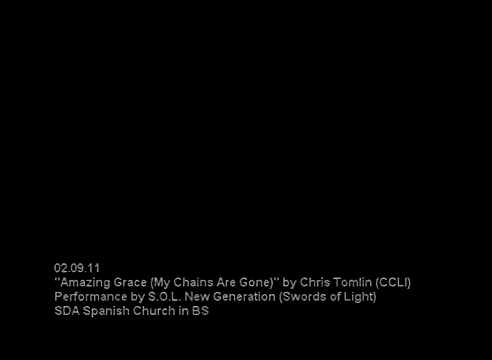 02.09.11
"Amazing Grace (My Chains Are Gone)" by Chris Tomlin (CCLI)
Performance by S.O.L. New Generation (Swords of Light)
SDA Spanish Church in BS